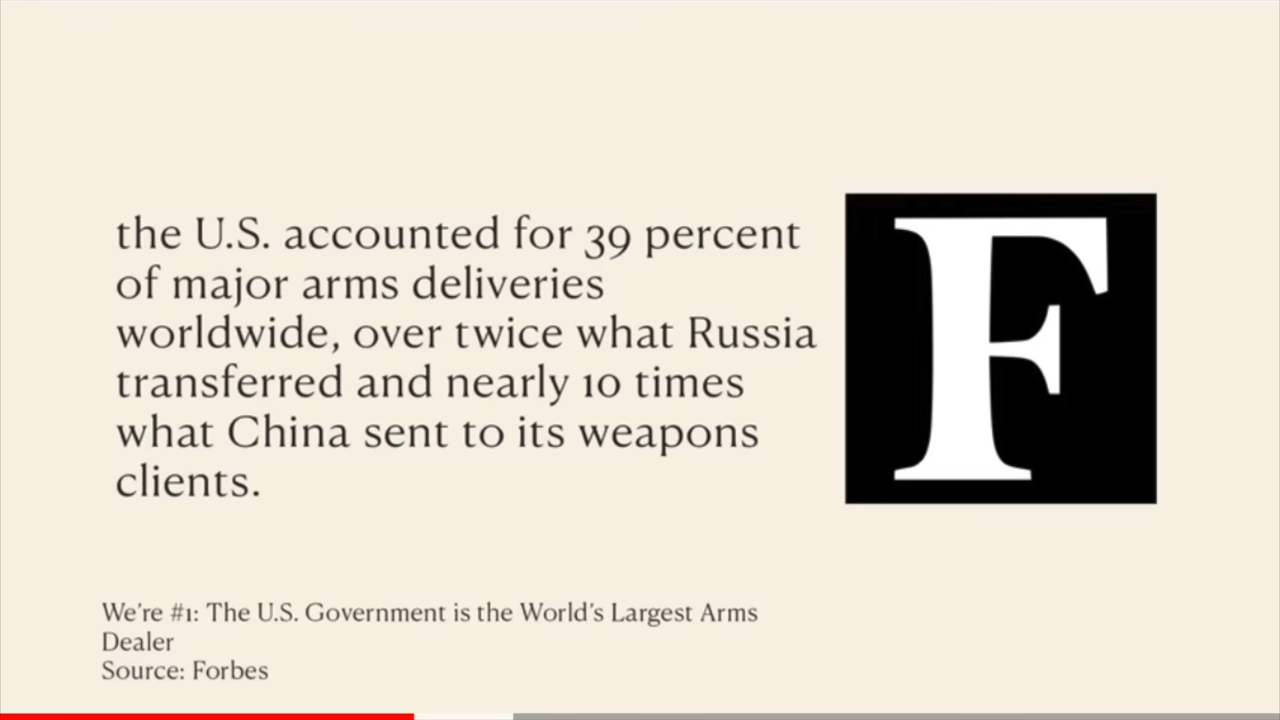 the U.S. accounted for 39 percent
of major arms deliveries
worldwide, over twice what Russia
transferred and nearly 10 times
what China sent to its weapons
clients.
F
We're #1: The U.S. Government is the World's Largest Arms
Dealer
Source: Forbes